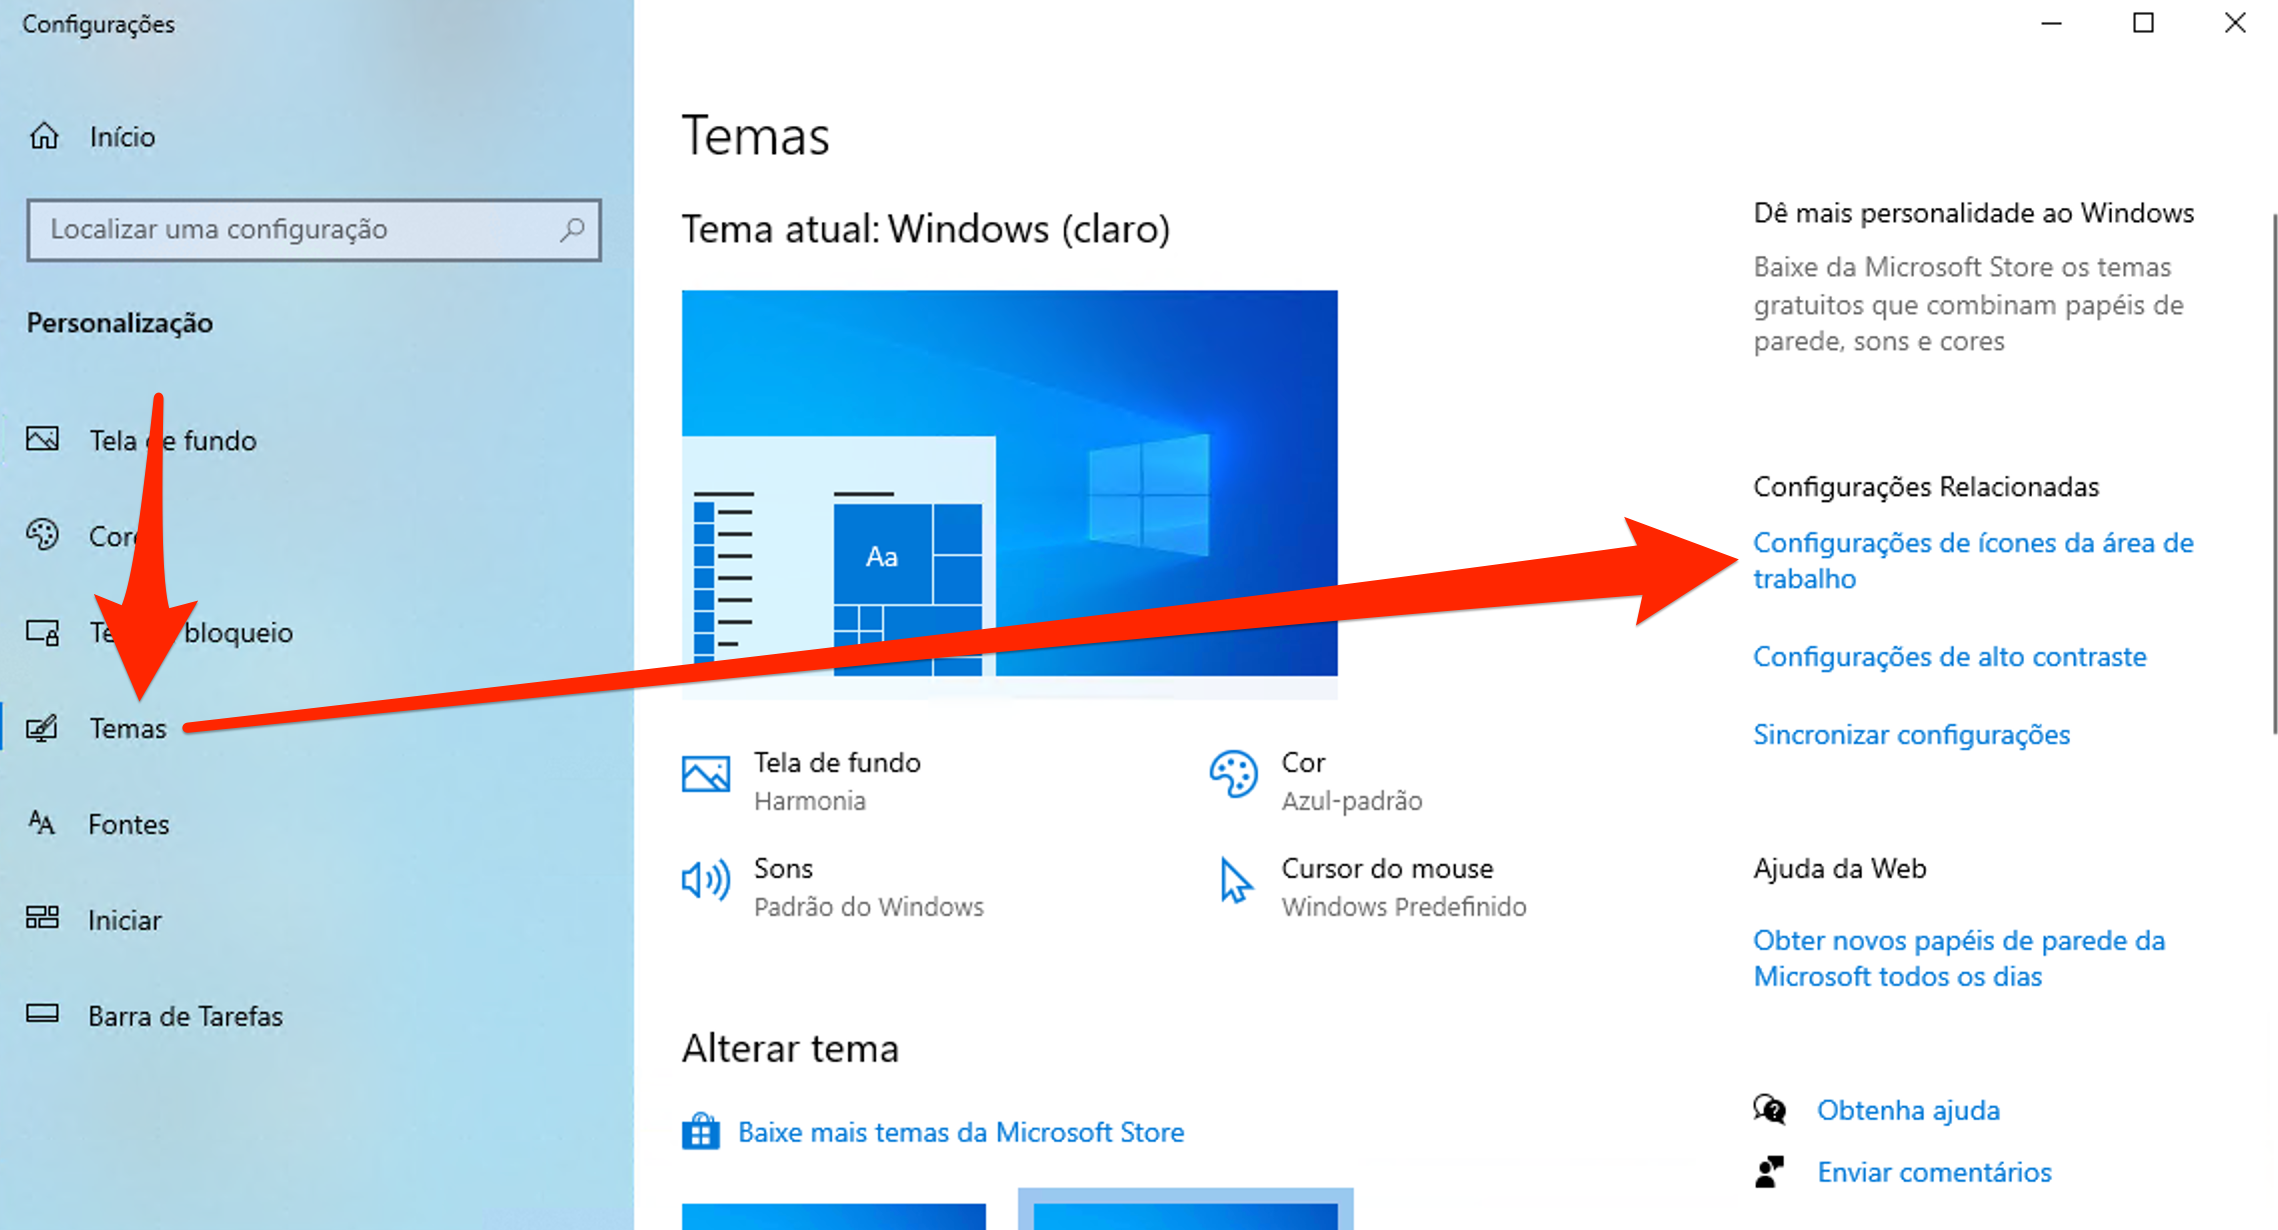 Configurações
Início
Localizar uma configuração
Personalização
Tela de fundo
Cores
bloqueio
Temas
Fontes
Iniciar
Barra de Tarefas
Temas
Tema atual: Windows (claro)
Aa
Tela de fundo
Harmonia
Cor
Azul-padrão
Sons
Padrão do Windows
Cursor do mouse
Windows Predefinido
Alterar tema
Baixe mais temas da Microsoft Store
Dê mais personalidade ao Windows
Baixe da Microsoft Store os temas
gratuitos que combinam papéis de
parede, sons e cores
Configurações Relacionadas
Configurações de ícones da área de
trabalho
Configurações de alto contraste
Sincronizar configurações
Ajuda da Web
Obter novos papéis de parede da
Microsoft todos os dias
Obtenha ajuda
Enviar comentários